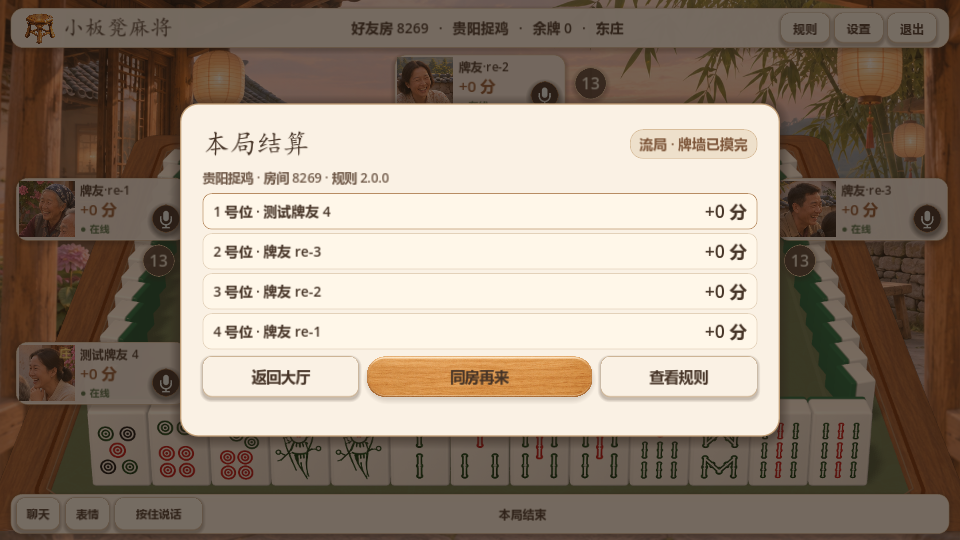 小板凳麻将
好友房 8269 · 贵阳捉鸡 · 余牌 0 · 东庄
规则
设置
退出
牌友·re-2
+0 分
13
本局结算
流局 · 牌墙已摸完
贵阳捉鸡 · 房间 8269 · 规则 2.0.0
牌友·re-1
+0 分
• 在线
13
牌友·re-3
+0 分
• 在线
13
1 号位 · 测试牌友 4
+0 分
2 号位 · 牌友 re-3
+0 分
3 号位 · 牌友 re-2
+0 分
4 号位 · 牌友 re-1
+0 分
测试牌友 4
+0 分
• 在线
返回大厅
同房再来
查看规则
聊天
表情
按住说话
本局结束